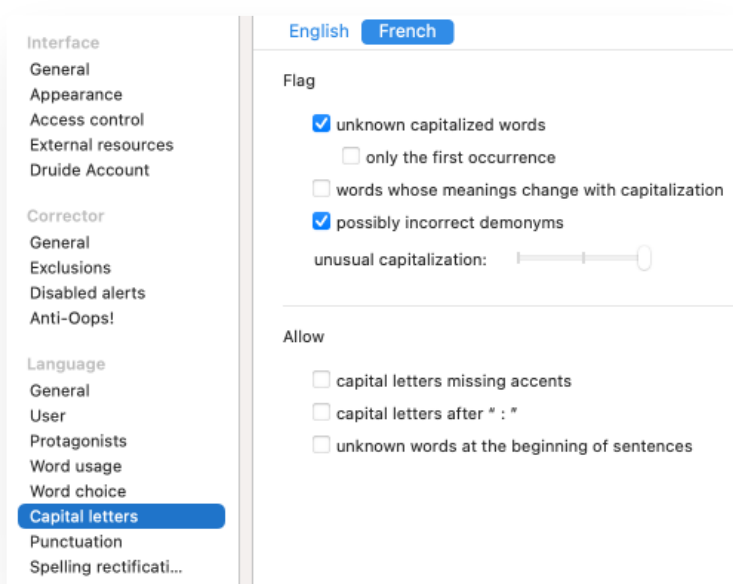 Interface
General
Appearance
Access control
External resources
Druide Account
Corrector
General
Exclusions
Disabled alerts
Anti-Oops!
Language
General
User
Protagonists
Word usage
Word choice
Capital letters
Punctuation
Spelling rectificati...
English French
Flag
unknown capitalized words
only the first occurrence
words whose meanings change with capitalization
possibly incorrect demonyms
unusual capitalization:
Allow
capital letters missing accents
capital letters after “ : ”
unknown words at the beginning of sentences